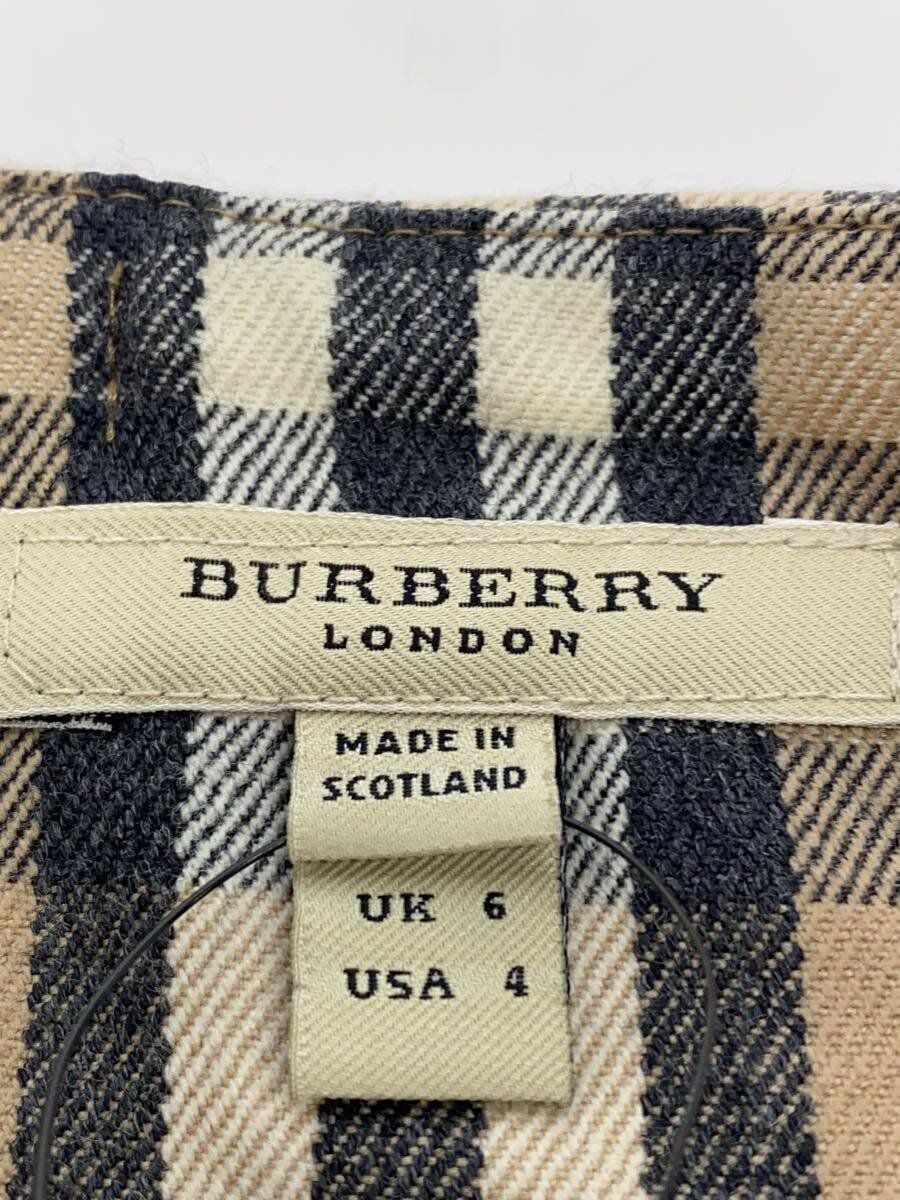 BURBERRY
LONDON
MADE IN
SCOTLAND
UK 6
USA 4